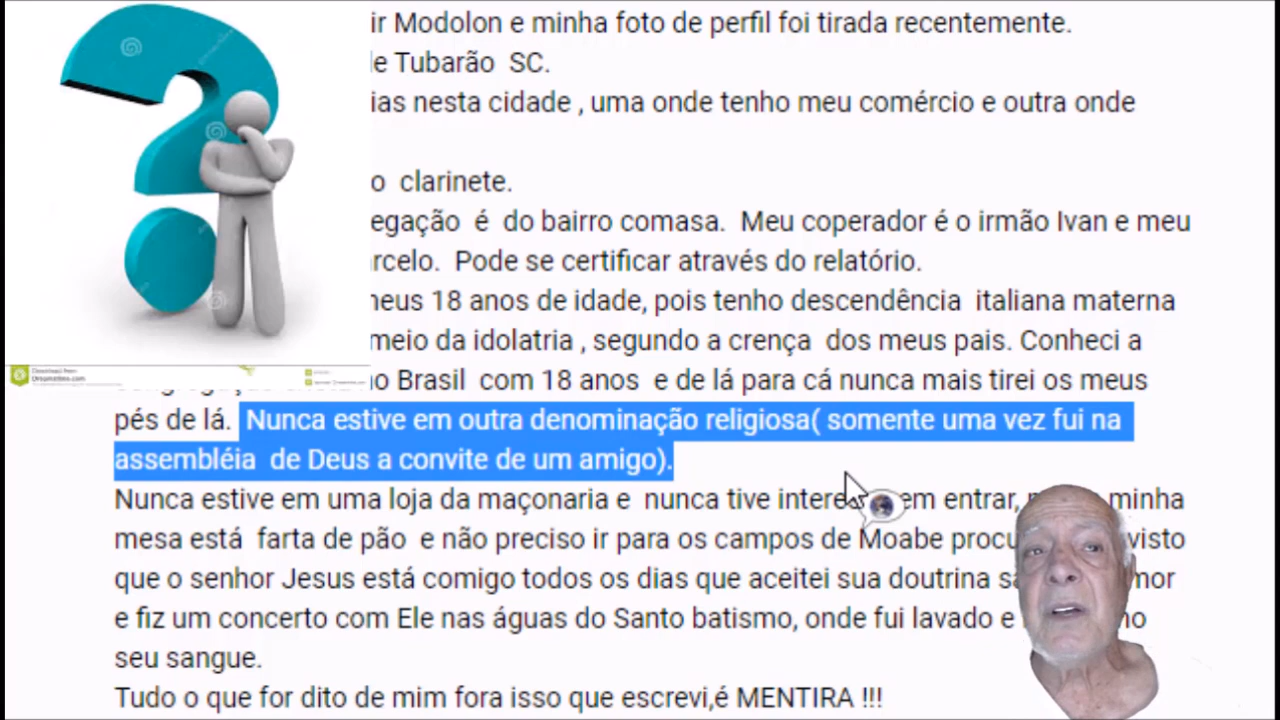 ir Modolon e minha foto de perfil foi tirada recentemente.
le Tubarão SC.
ias nesta cidade , uma onde tenho meu comércio e outra onde
o clarinete.
egação é do bairro comasa. Meu coperador é o irmão Ivan e meu
rcelo. Pode se certificar através do relatório.
neus 18 anos de idade, pois tenho descendência italiana materna
meio da idolatria , segundo a crença dos meus pais. Conheci a
o Brasil com 18 anos e de lá para cá nunca mais tirei os meus
pés de lá. Nunca estive em outra denominação religiosa( somente uma vez fui na
assembléia de Deus a convite de um amigo).
Nunca estive em uma loja da maçonaria e nunca tive intere em entrar, minha
mesa está farta de pão e não preciso ir para os campos de Moabe procu visto
que o senhor Jesus está comigo todos os dias que aceitei sua doutrina sa mor
e fiz um concerto com Ele nas águas do Santo batismo, onde fui lavado e no
seu sangue.
Tudo o que for dito de mim fora isso que escrevi,é MENTIRA !!!
Download from
Dreamstime.com